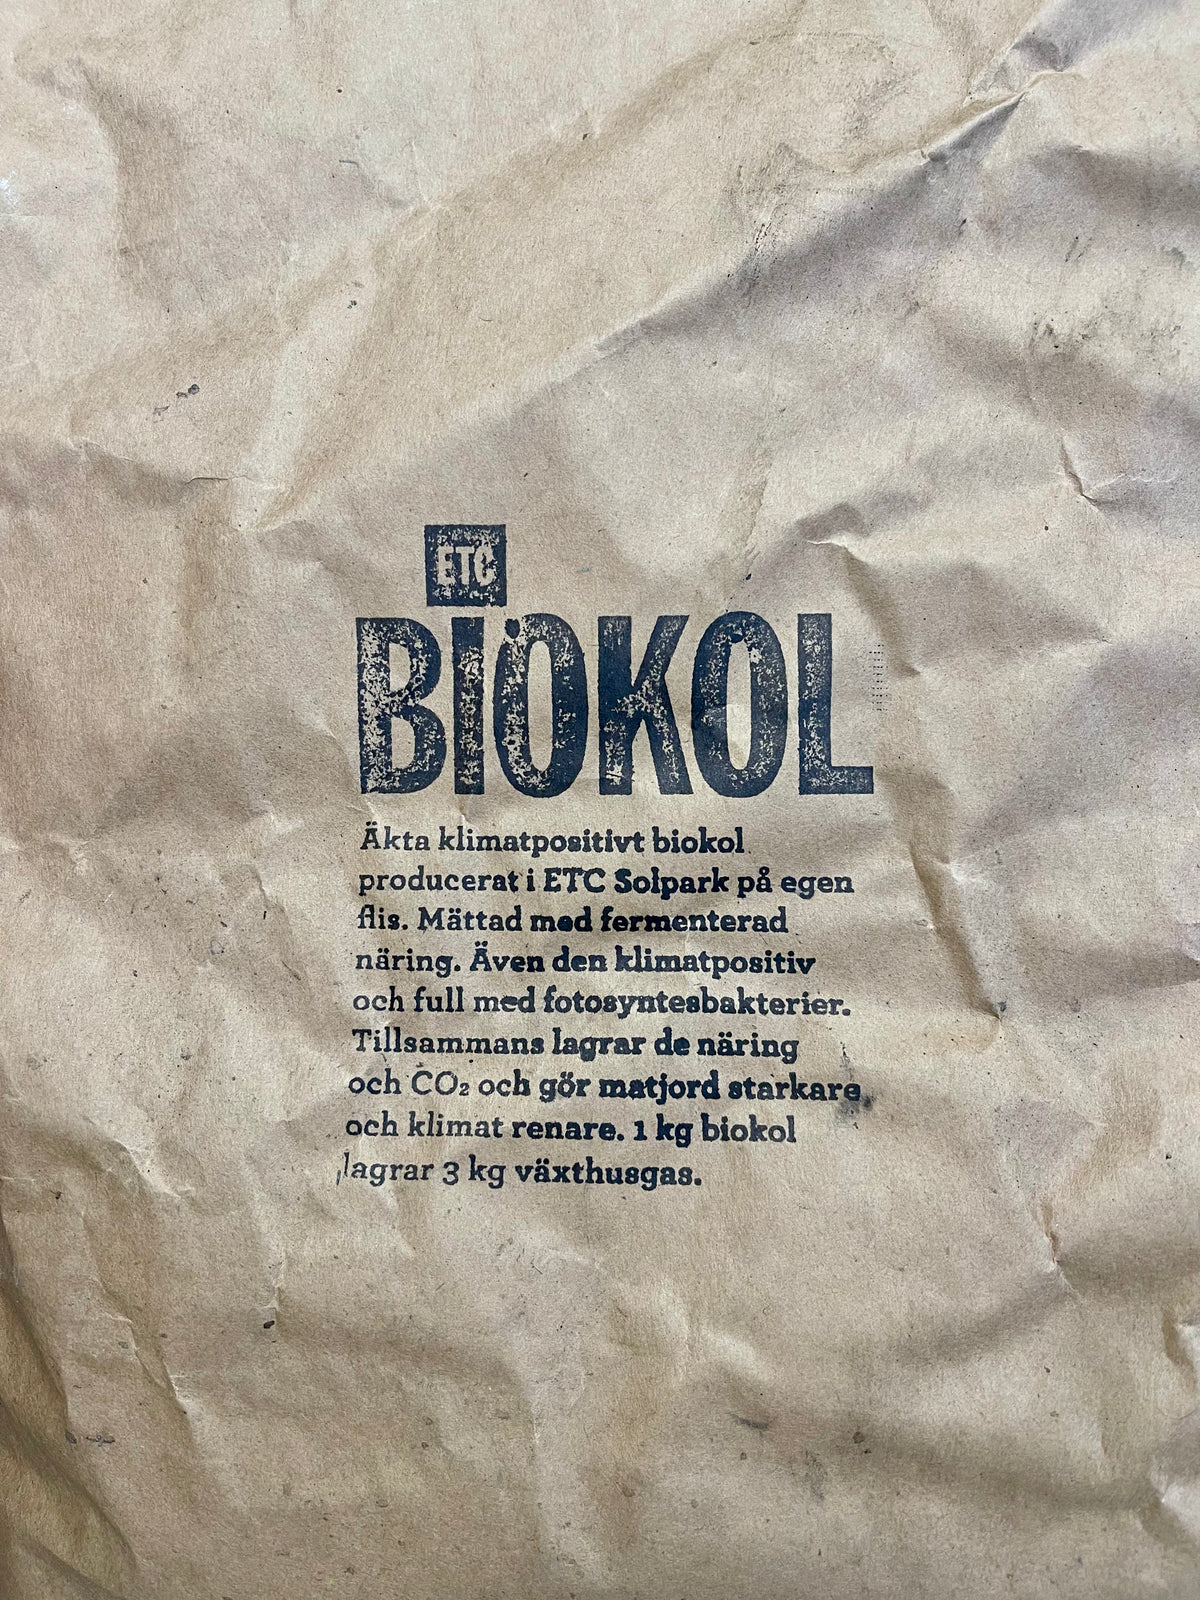 ETC
BIOKOL
Äkta klimatpositivt biokol
producerat i ETC Solpark på egen
flis. Mättad med fermenterad
näring. Även den klimatpositiv
och full med fotosyntesbakterier.
Tillsammans lagrar de näring
och CO₂ och gör matjord starkare
och klimat renare. 1 kg biokol
lagrar 3 kg växthusgas.